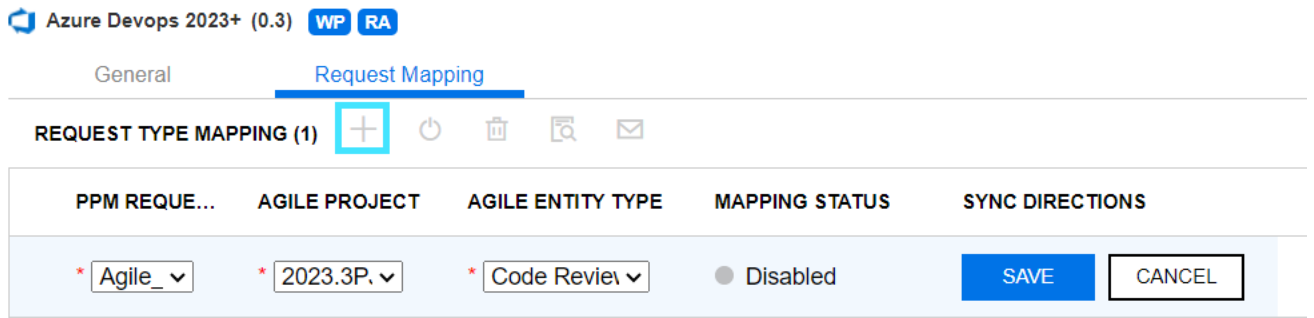 Azure Devops 2023+ (0.3) WP RA
General Request Mapping
REQUEST TYPE MAPPING (1)
PPM REQUE... AGILE PROJECT AGILE ENTITY TYPE MAPPING STATUS SYNC DIRECTIONS
* Agile_ * 2023.3P. * Code Review Disabled SAVE CANCEL